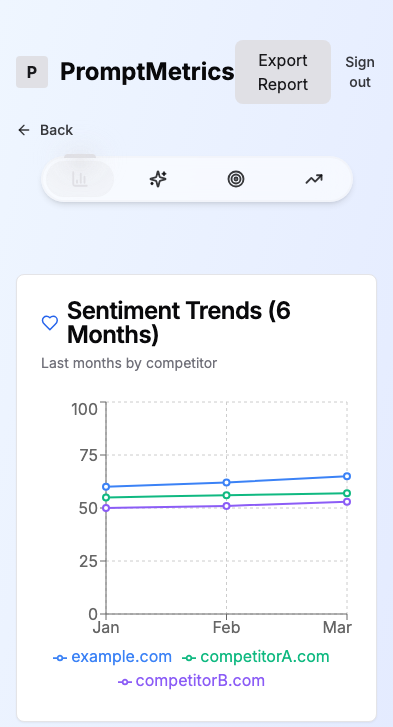 P PromptMetrics
Export
Report
Sign
out
Back
Sentiment Trends (6
Months)
Last months by competitor
100
75
50
25
0
Jan Feb Mar
example.com competitorA.com
competitorB.com